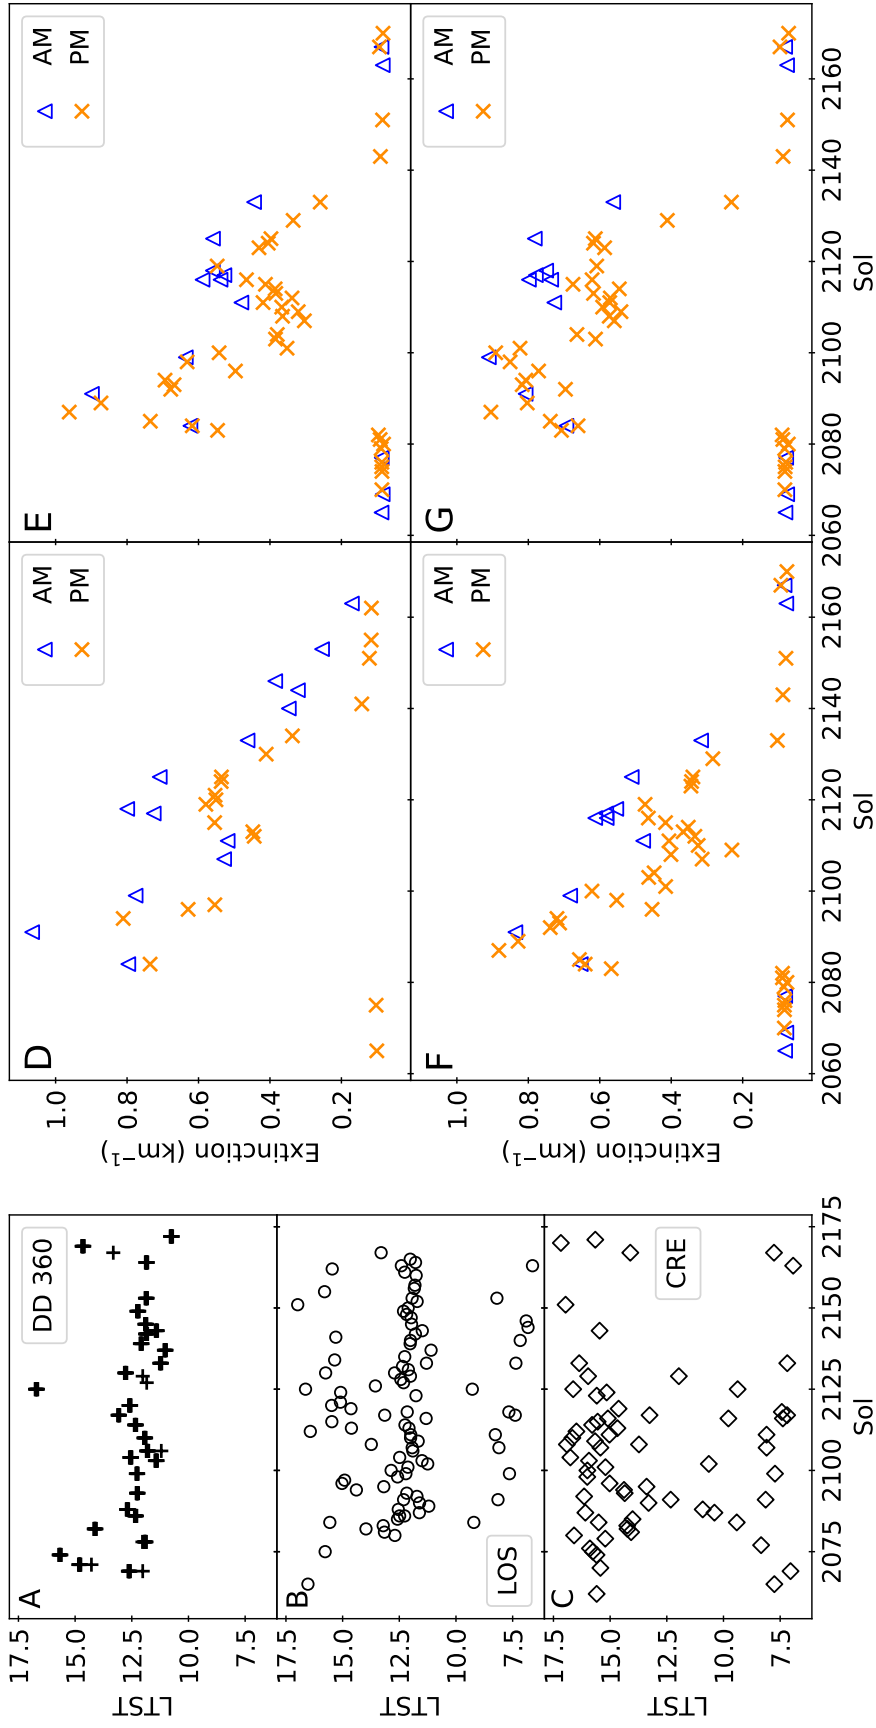 A
DD 360
17.5
15.0
12.5
10.0
LTST
B
LOS
17.5
15.0
12.5
10.0
7.5
LTST
C
CRE
17.5
15.0
12.5
10.0
7.5
LTST
2075 2100 2125 2150 2175
Sol
D
AM
PM
1.0
0.8
0.6
0.4
0.2
Extinction (km⁻¹)
E
AM
PM
F
AM
PM
1.0
0.8
0.6
0.4
0.2
Extinction (km⁻¹)
2060 2080 2100 2120 2140 2160
Sol
G
AM
PM
2060 2080 2100 2120 2140 2160
Sol